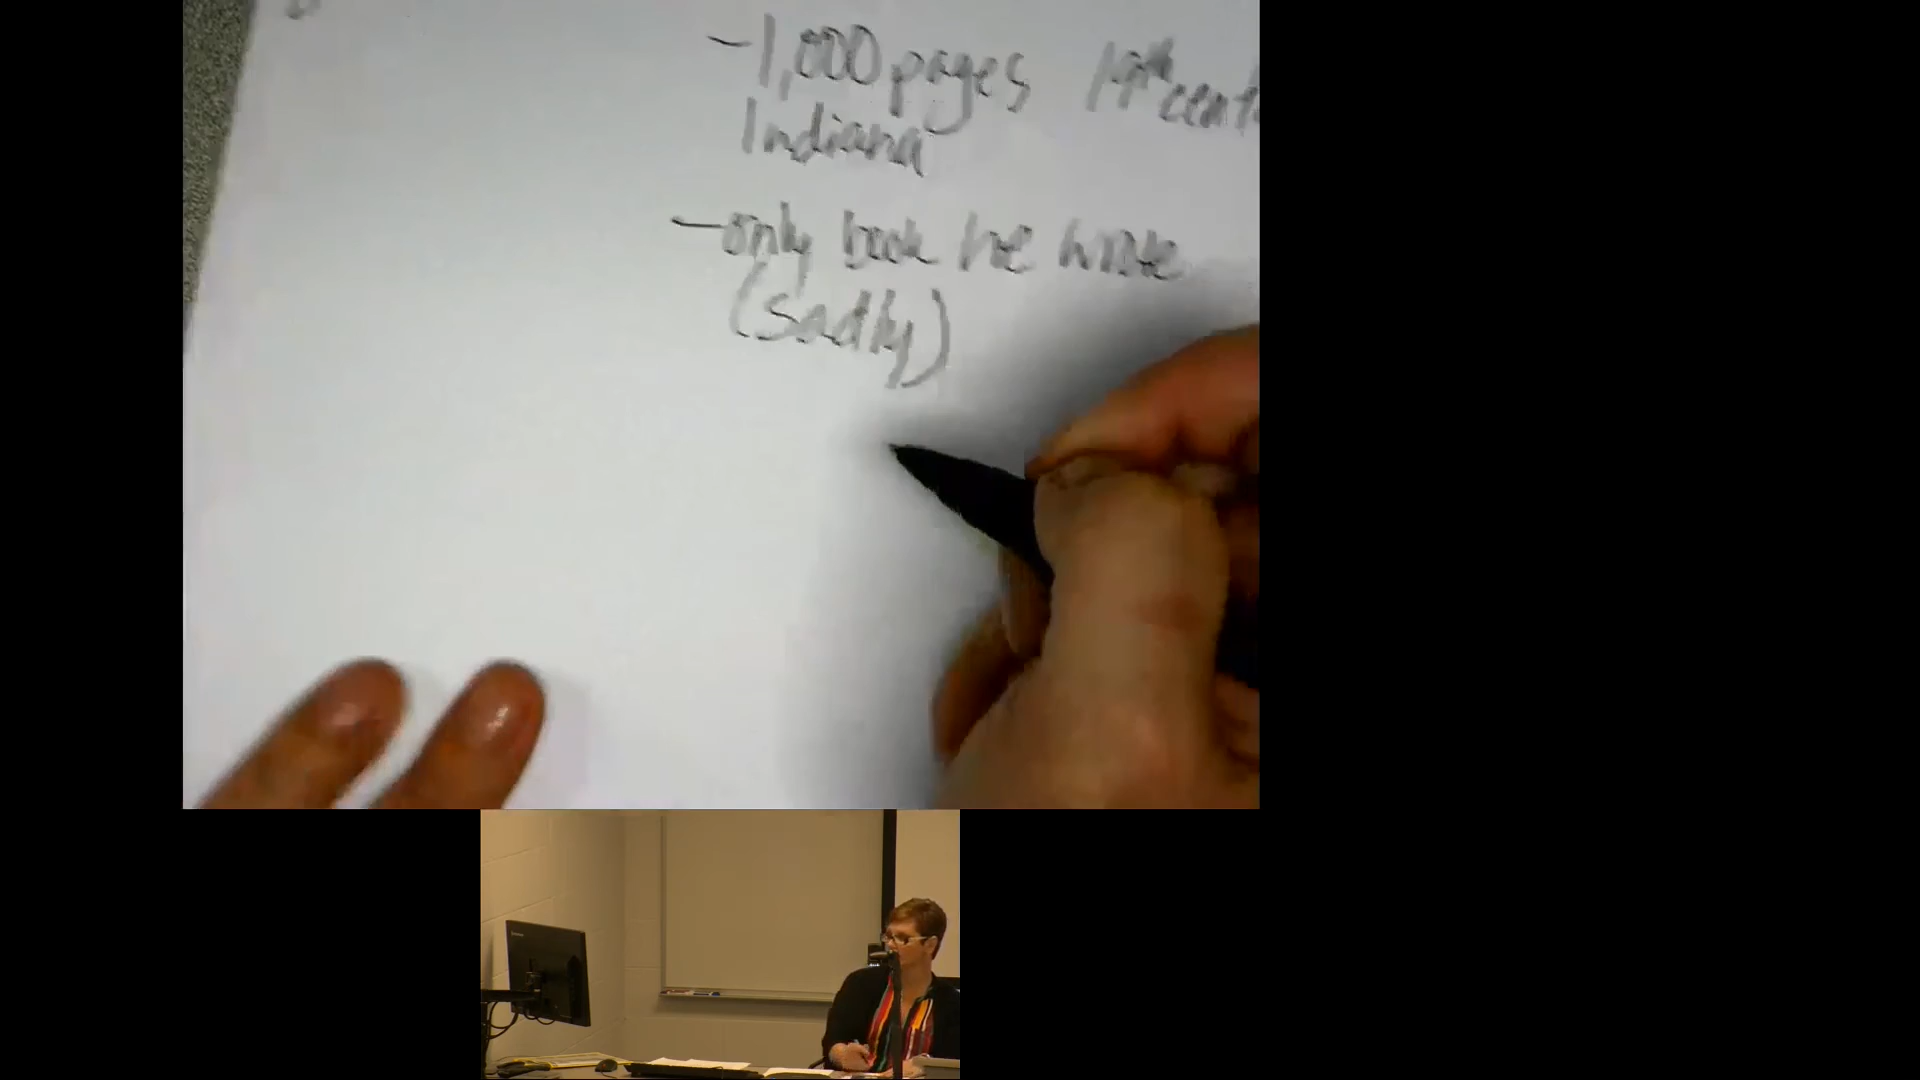 -1,000 pages 19th cent
Indiana
-only book he wrote
(sadly)